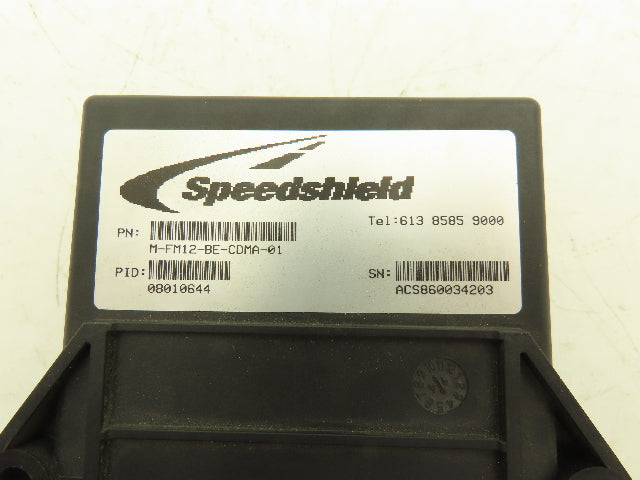 Speedshield
Tel:613 8585 9000
PN:
M-FM12-BE-CDMA-01
PID:
08010644
SN:
ACS860034203